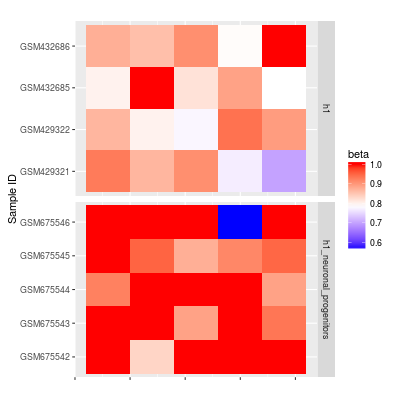 GSM432686
GSM432685
GSM429322
GSM429321
h1
GSM675546
GSM675545
GSM675544
GSM675543
GSM675542
h1_neuronal_progenitors
Sample ID
beta
1.0
0.9
0.8
0.7
0.6